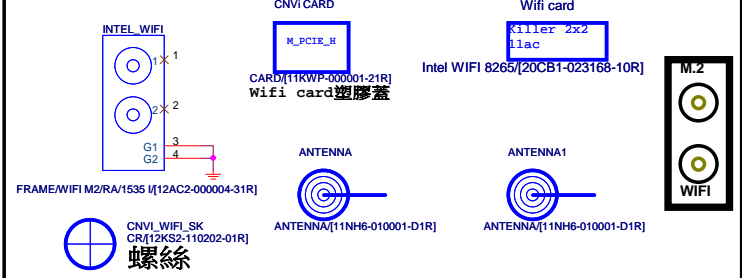 CNVi CARD
Wifi card
INTEL_WIFI
M_PCIE_H
Killer 2x2
11ac
1
1
2
2
G1
3
G2
4
CARD/[11KWP-000001-21R]
Wifi card塑膠蓋
Intel WIFI 8265/[20CB1-023168-10R]
M.2
WIFI
FRAME/WIFI M2/RA/1535 I/[12AC2-000004-31R]
ANTENNA
ANTENNA/[11NH6-010001-D1R]
ANTENNA1
ANTENNA/[11NH6-010001-D1R]
CNVI_WIFI_SK
CR/[12KS2-110202-01R]
螺絲